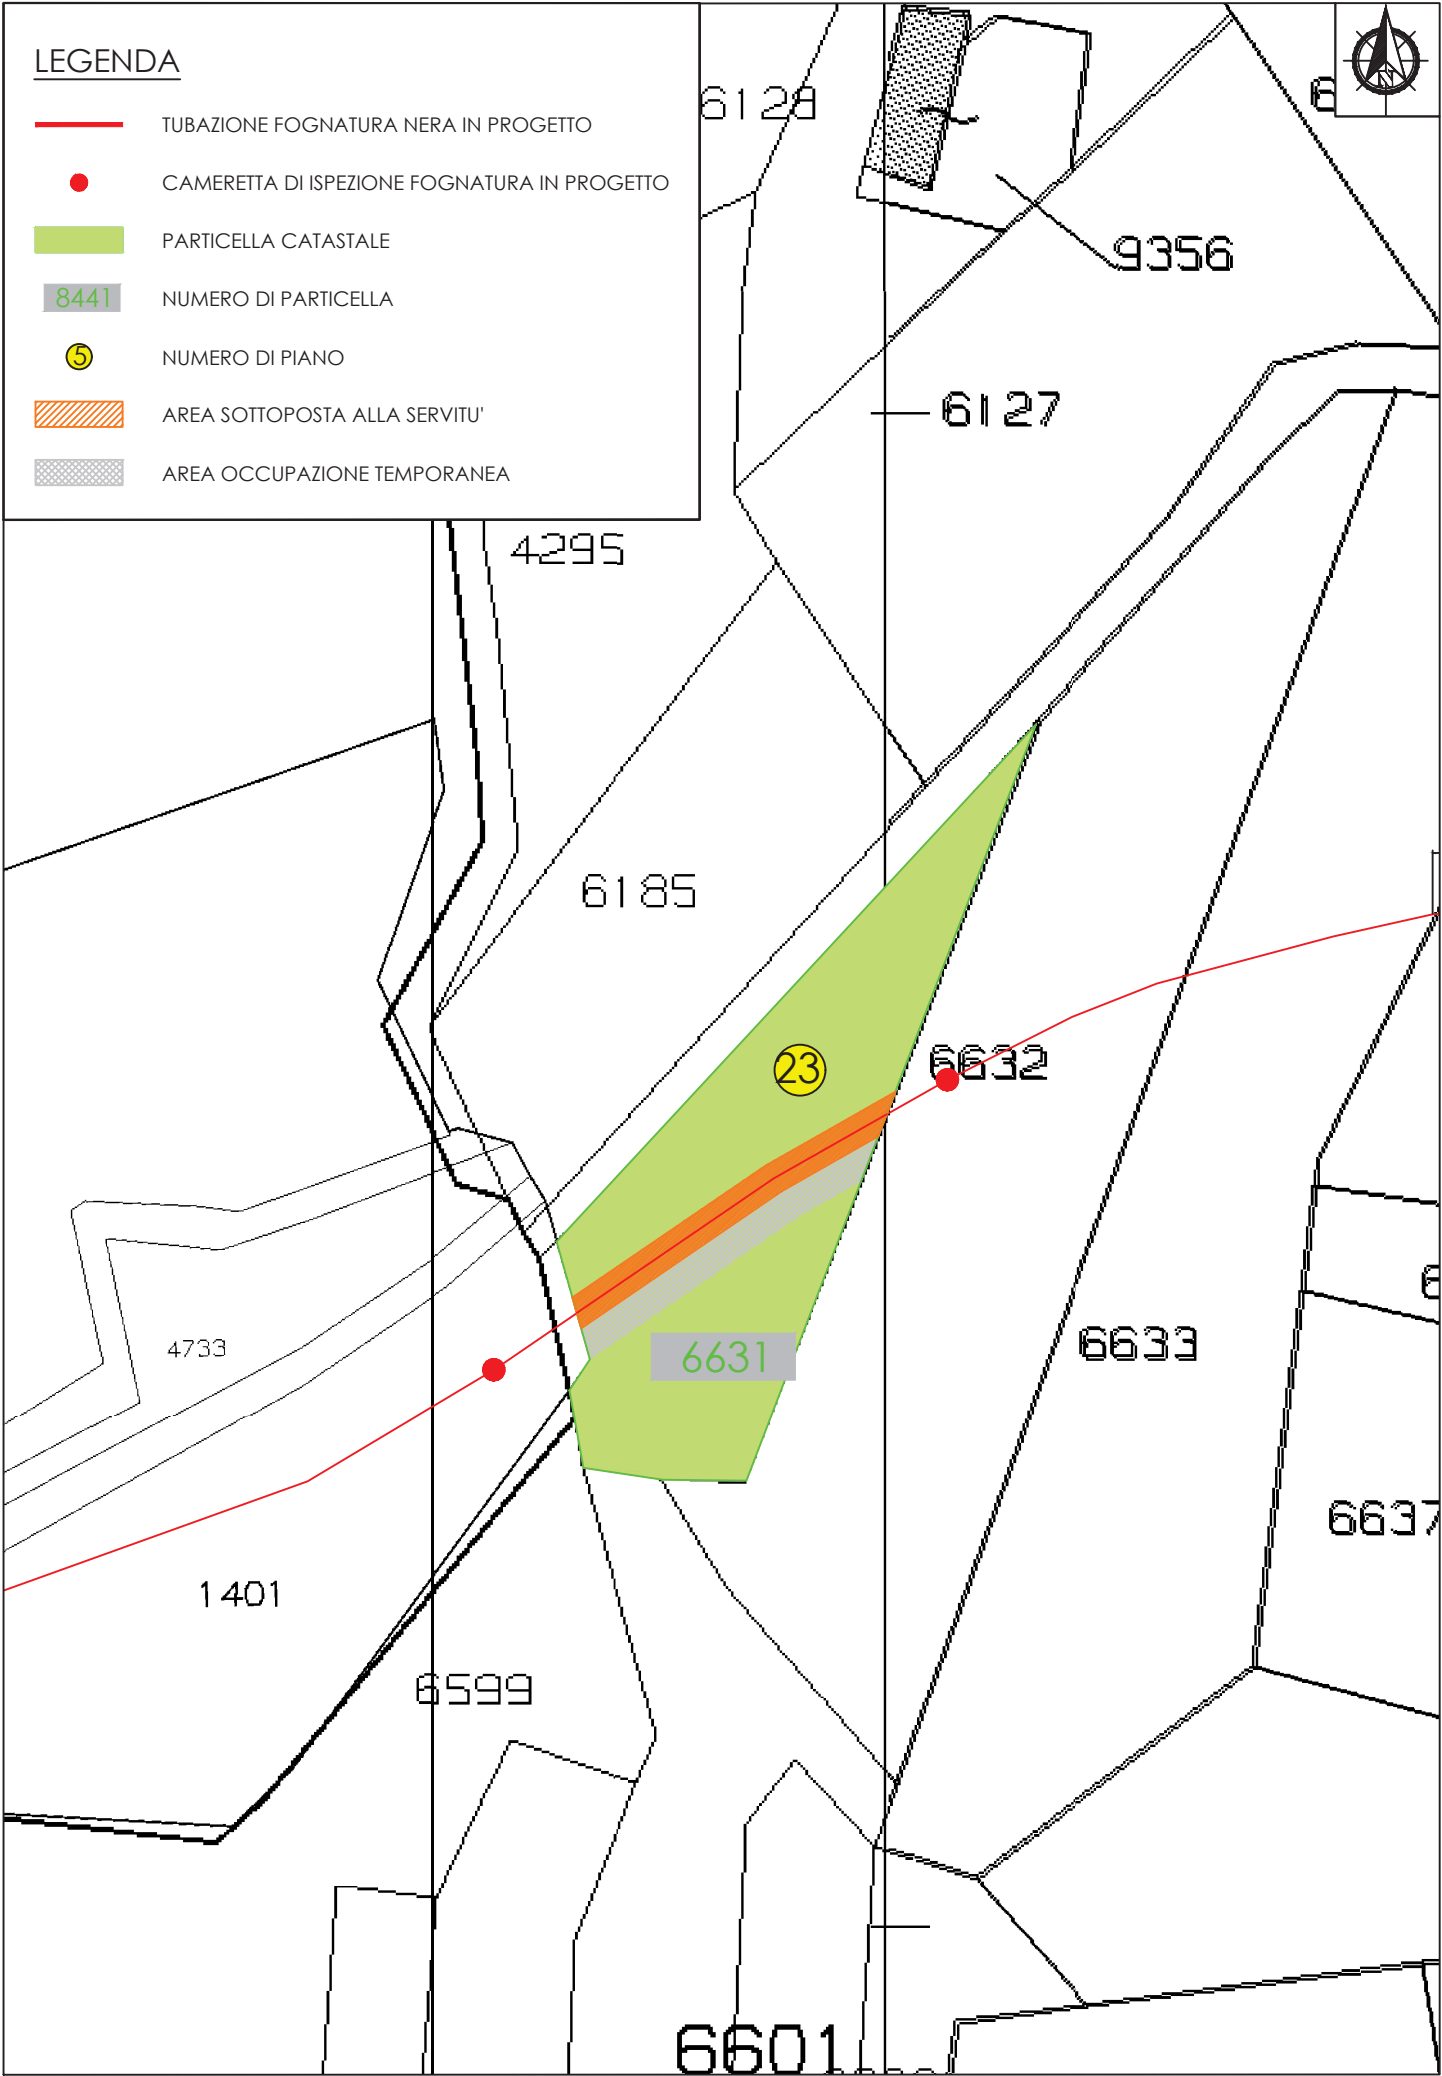 LEGENDA
TUBAZIONE FOGNATURA NERA IN PROGETTO
CAMERETTA DI ISPEZIONE FOGNATURA IN PROGETTO
PARTICELLA CATASTALE
8441 NUMERO DI PARTICELLA
5 NUMERO DI PIANO
AREA SOTTOPOSTA ALLA SERVITU'
AREA OCCUPAZIONE TEMPORANEA
N
6129
9356
6127
4295
6185
23
6632
4733
6631
6633
6637
1401
6599
6601